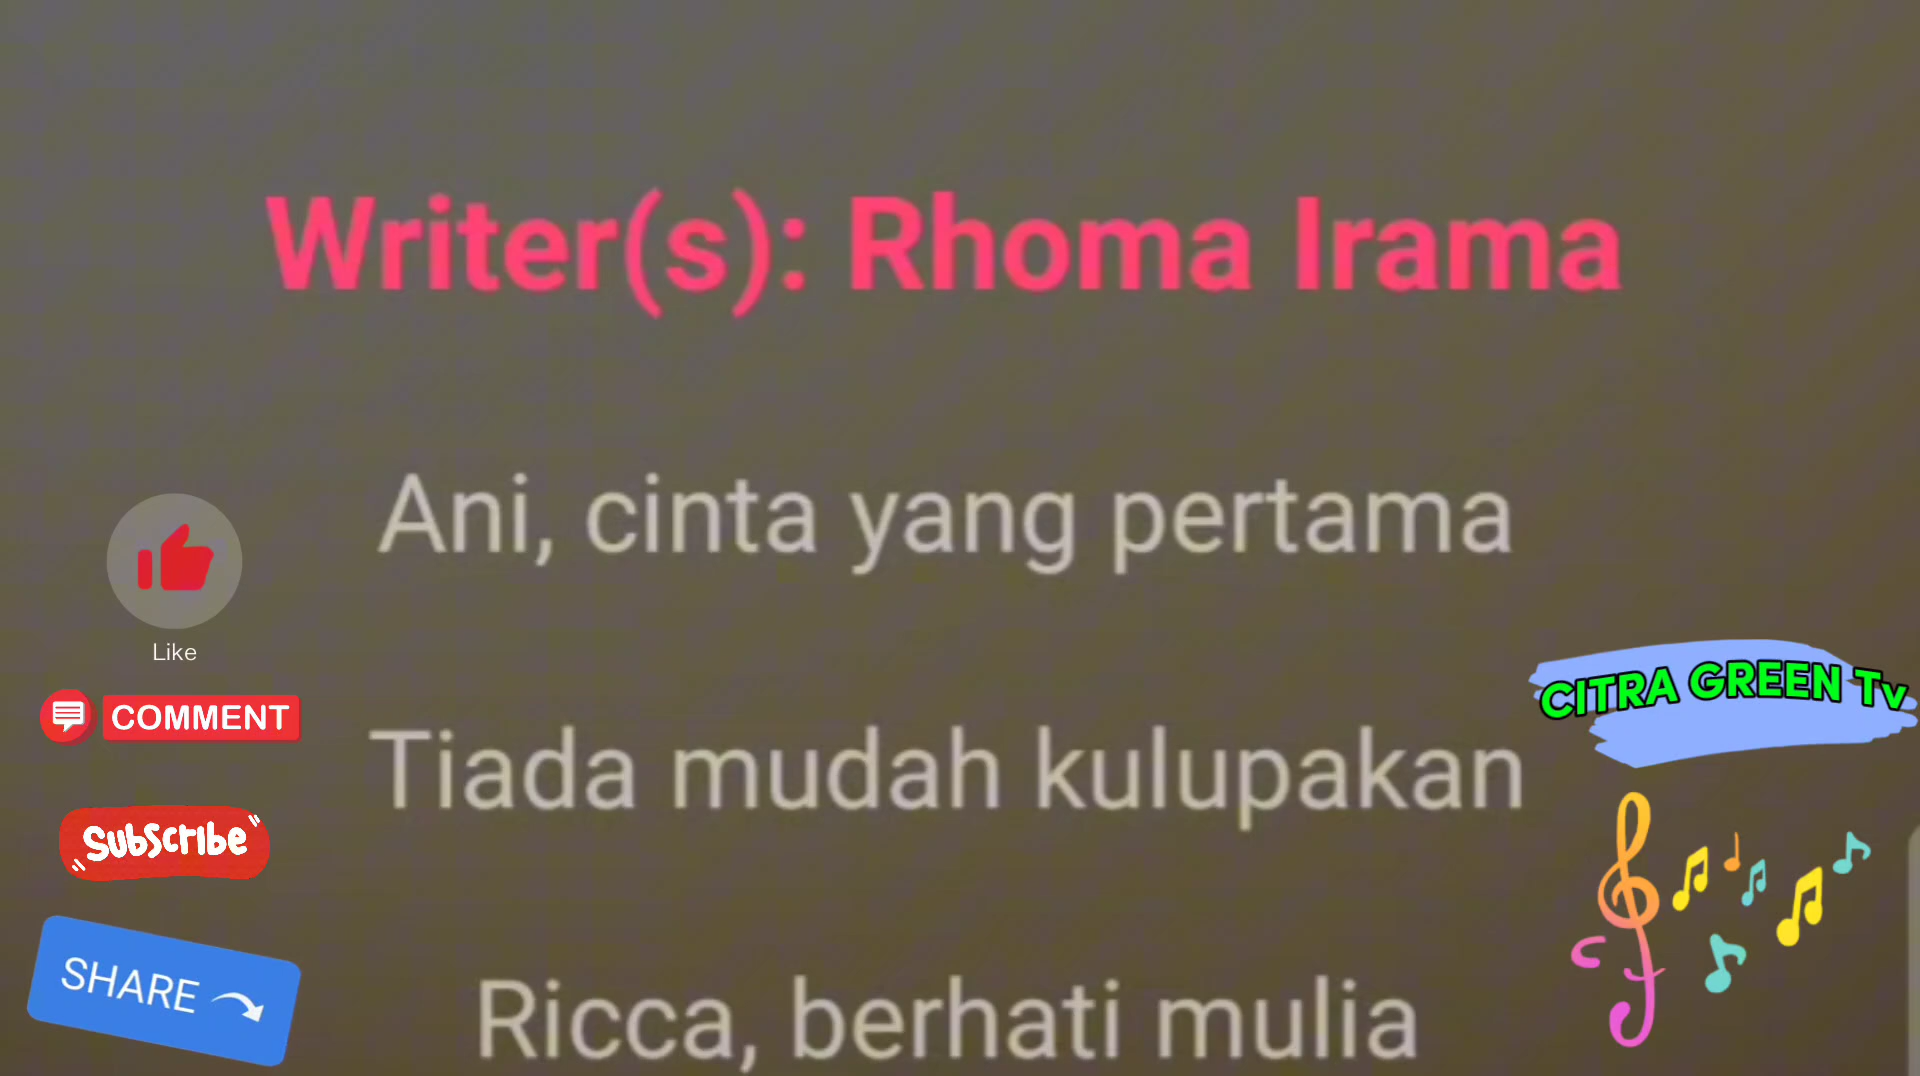 Writer(s): Rhoma Irama
Ani, cinta yang pertama
Like
CITRA GREEN Tv
COMMENT
Tiada mudah kulupakan
Subscribe
SHARE
Ricca, berhati mulia